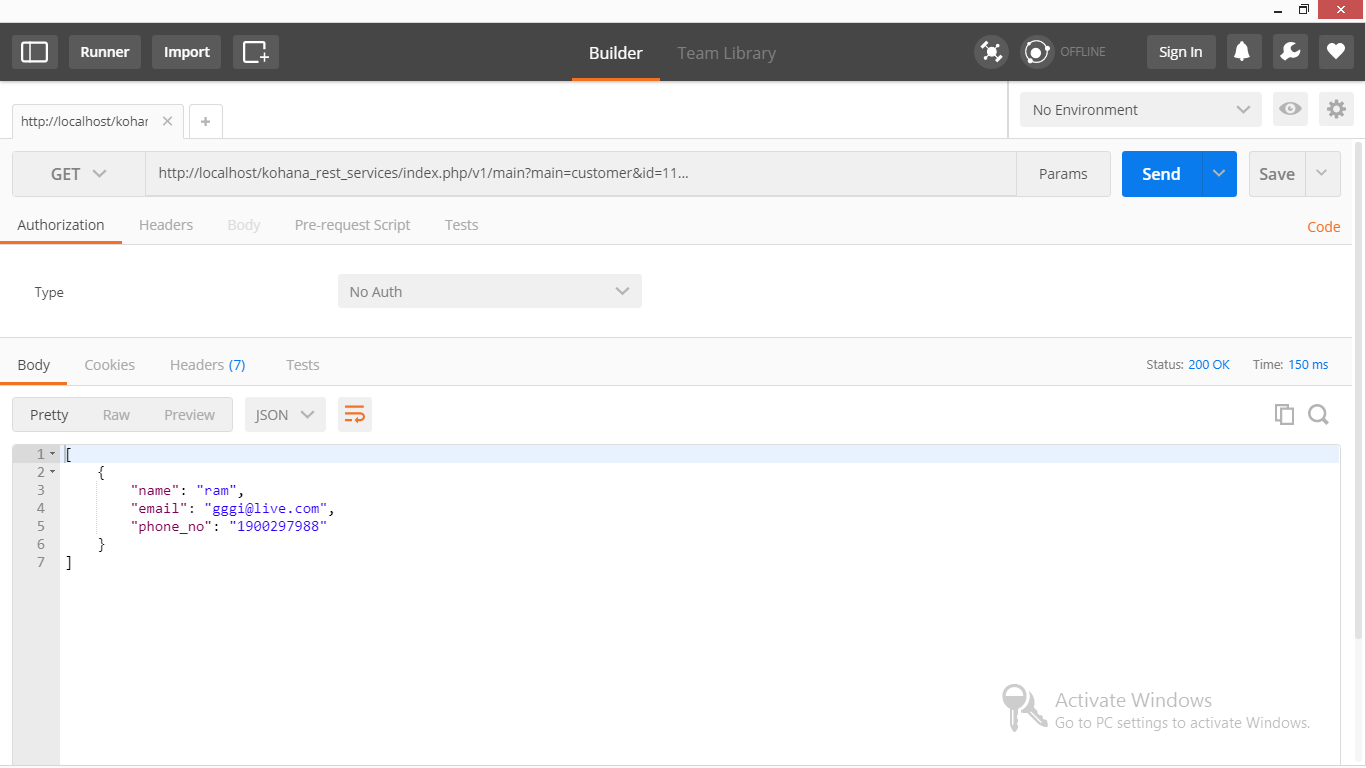 Runner Import Builder Team Library OFFLINE Sign In
http://localhost/kohar No Environment
GET http://localhost/kohana_rest_services/index.php/v1/main?main=customer&id=11... Params Send Save
Authorization Headers Body Pre-request Script Tests Code
Type No Auth
Body Cookies Headers (7) Tests Status: 200 OK Time: 150 ms
Pretty Raw Preview JSON
1 [
2 {
3 "name": "ram",
4 "email": "gggi@live.com",
5 "phone_no": "1900297988"
6 }
7 ]
Activate Windows
Go to PC settings to activate Windows.